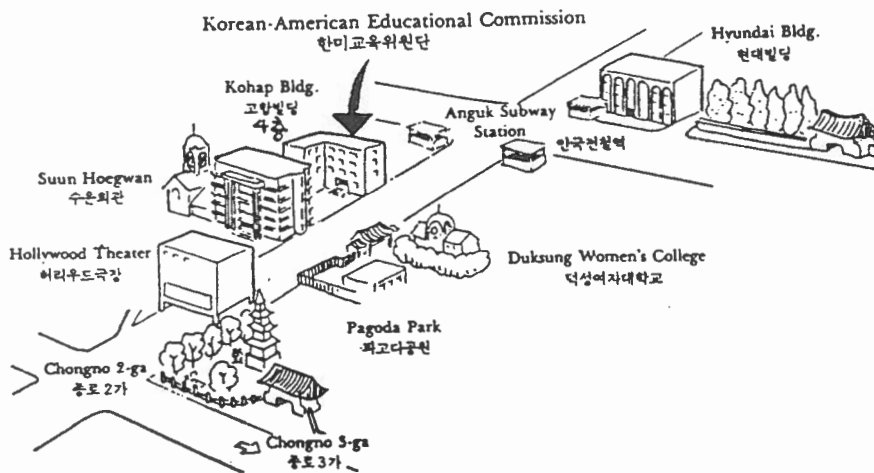 Korean-American Educational Commission
한미교육위원단
Hyundai Bldg.
현대빌딩
Kohap Bldg.
고합빌딩
4층
Anguk Subway
Station
안국전철역
Suun Hoegwan
수운회관
Hollywood Theater
허리우드극장
Duksung Women's College
덕성여자대학교
Pagoda Park
파고다공원
Chongno 2-ga
종로2가
Chongno 3-ga
종로3가